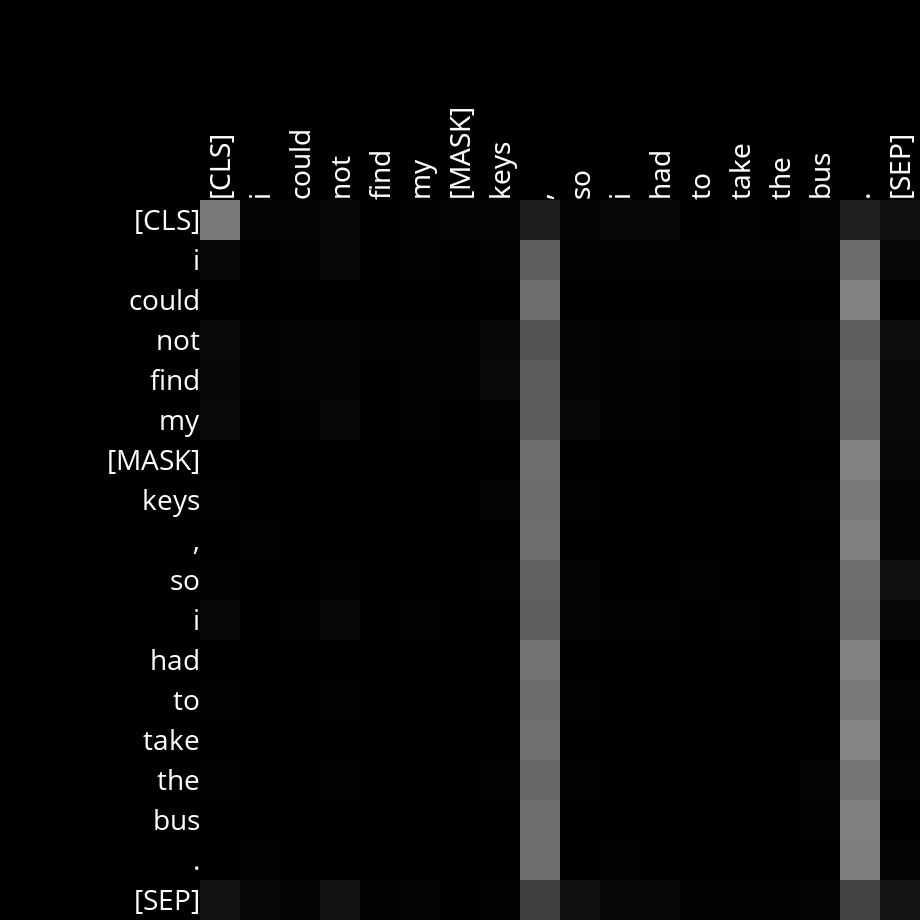 [CLS] i could not find my [MASK] keys , so i had to take the bus . [SEP]
[CLS]
i
could
not
find
my
[MASK]
keys
,
so
i
had
to
take
the
bus
.
[SEP]